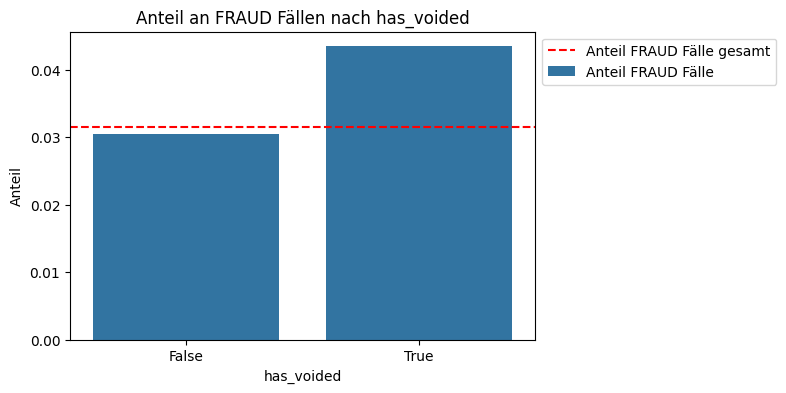 Anteil an FRAUD Fällen nach has_voided
Anteil FRAUD Fälle gesamt
Anteil FRAUD Fälle
Anteil
0.04
0.03
0.02
0.01
0.00
False
True
has_voided